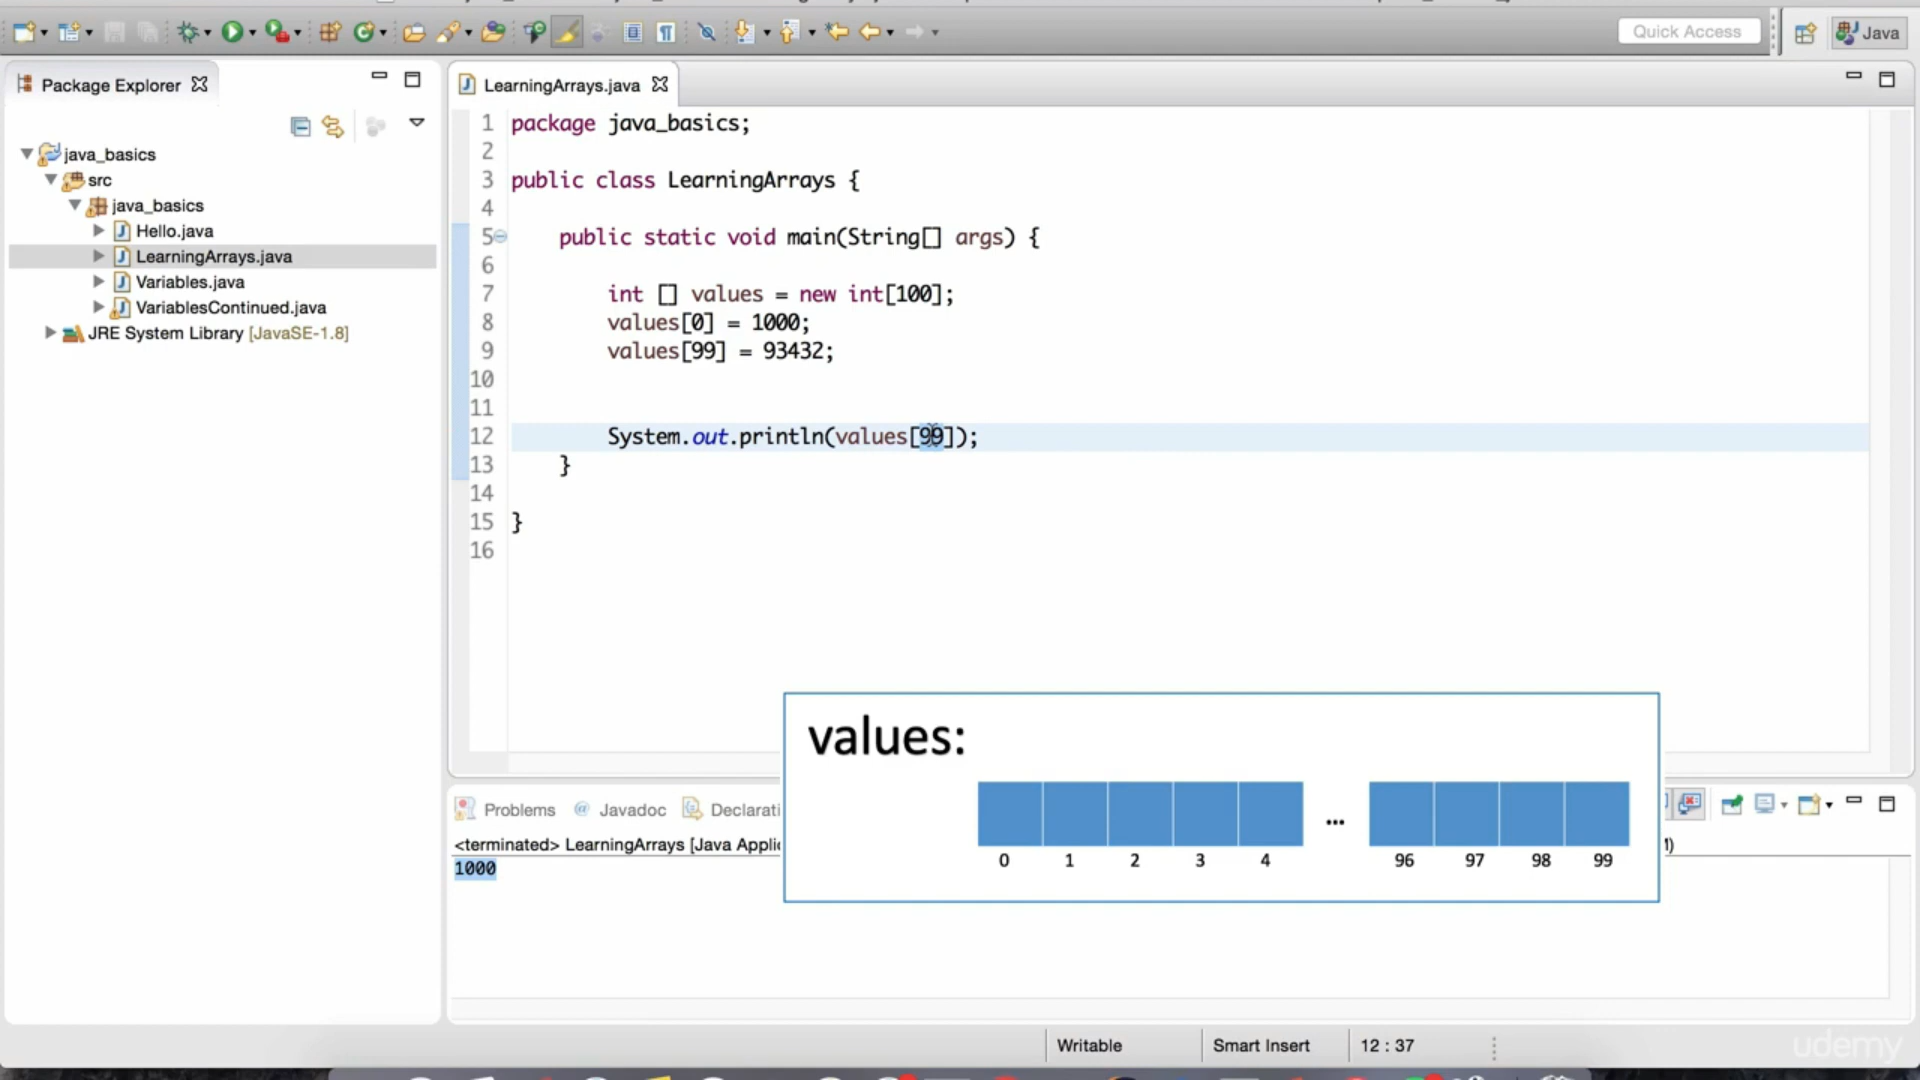 Quick Access
Java
Package Explorer
LearningArrays.java
java_basics
src
java_basics
Hello.java
LearningArrays.java
Variables.java
VariablesContinued.java
JRE System Library [JavaSE-1.8]
1 package java_basics;
2
3 public class LearningArrays {
4
5 public static void main(String[] args) {
6
7 int [] values = new int[100];
8 values[0] = 1000;
9 values[99] = 93432;
10
11
12 System.out.println(values[99]);
13 }
14
15 }
16
values:
...
0 1 2 3 4 96 97 98 99
Problems @ Javadoc Declarati
<terminated> LearningArrays [Java Appli
1000
Writable Smart Insert 12 : 37
udemy